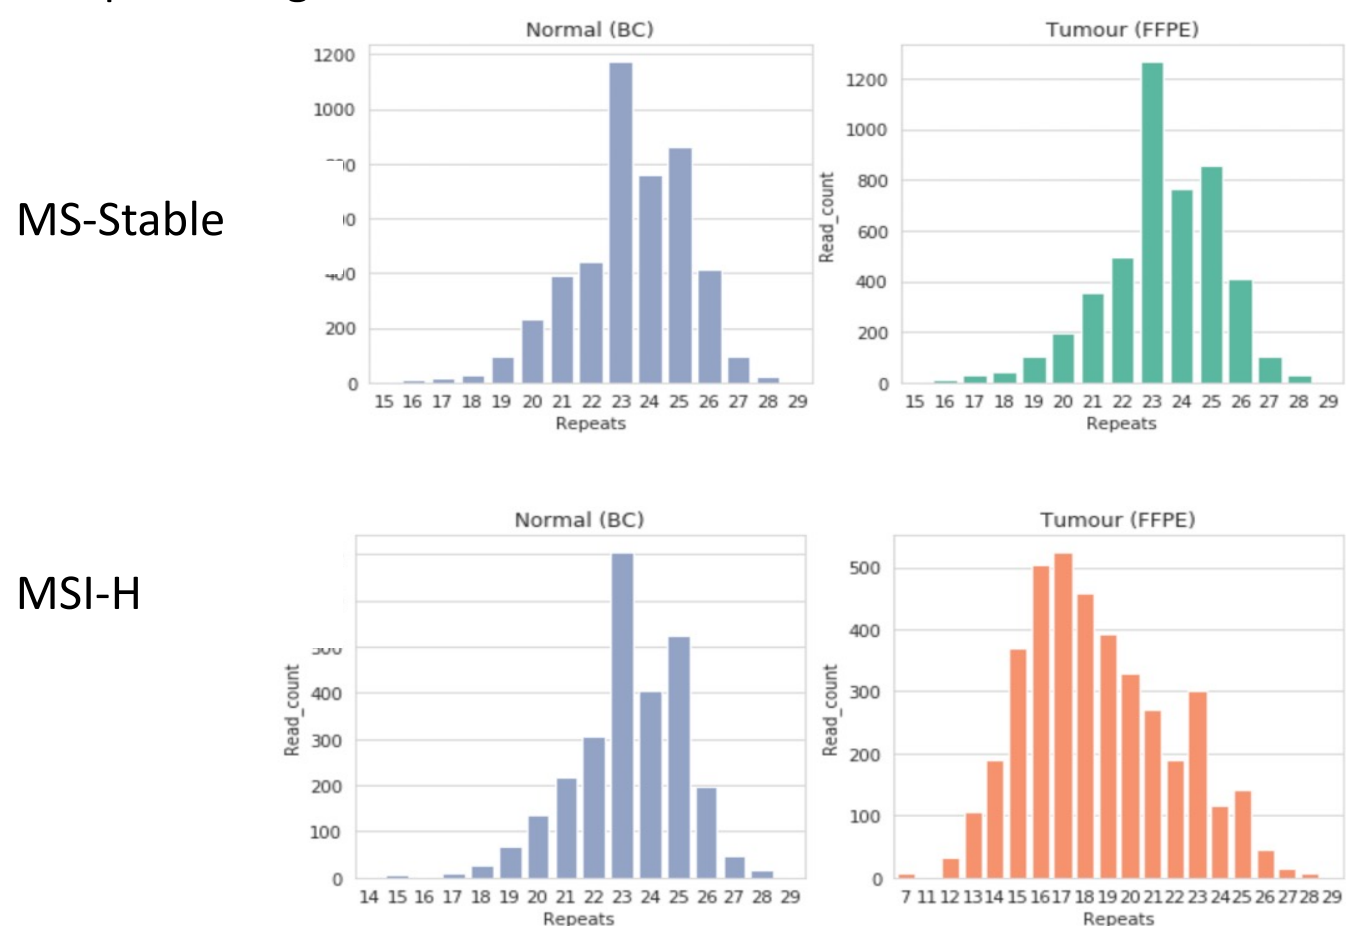 Normal (BC)
Tumour (FFPE)
MS-Stable
1200
1000
200
0
15 16 17 18 19 20 21 22 23 24 25 26 27 28 29
Repeats
Read_count
1200
1000
800
600
400
200
0
15 16 17 18 19 20 21 22 23 24 25 26 27 28 29
Repeats
Normal (BC)
Tumour (FFPE)
MSI-H
Read_count
400
300
200
100
0
14 15 16 17 18 19 20 21 22 23 24 25 26 27 28 29
Repeats
Read_count
500
400
300
200
100
0
7 11 12 13 14 15 16 17 18 19 20 21 22 23 24 25 26 27 28 29
Repeats